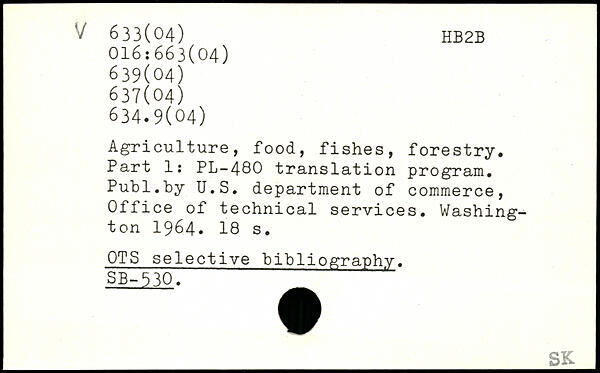 V 633(04) HB2B
016:663(04)
639(04)
637(04)
634.9(04)
Agriculture, food, fishes, forestry.
Part 1: PL-480 translation program.
Publ.by U.S. department of commerce,
Office of technical services. Washing-
ton 1964. 18 s.
OTS selective bibliography.
SB-530.
SK